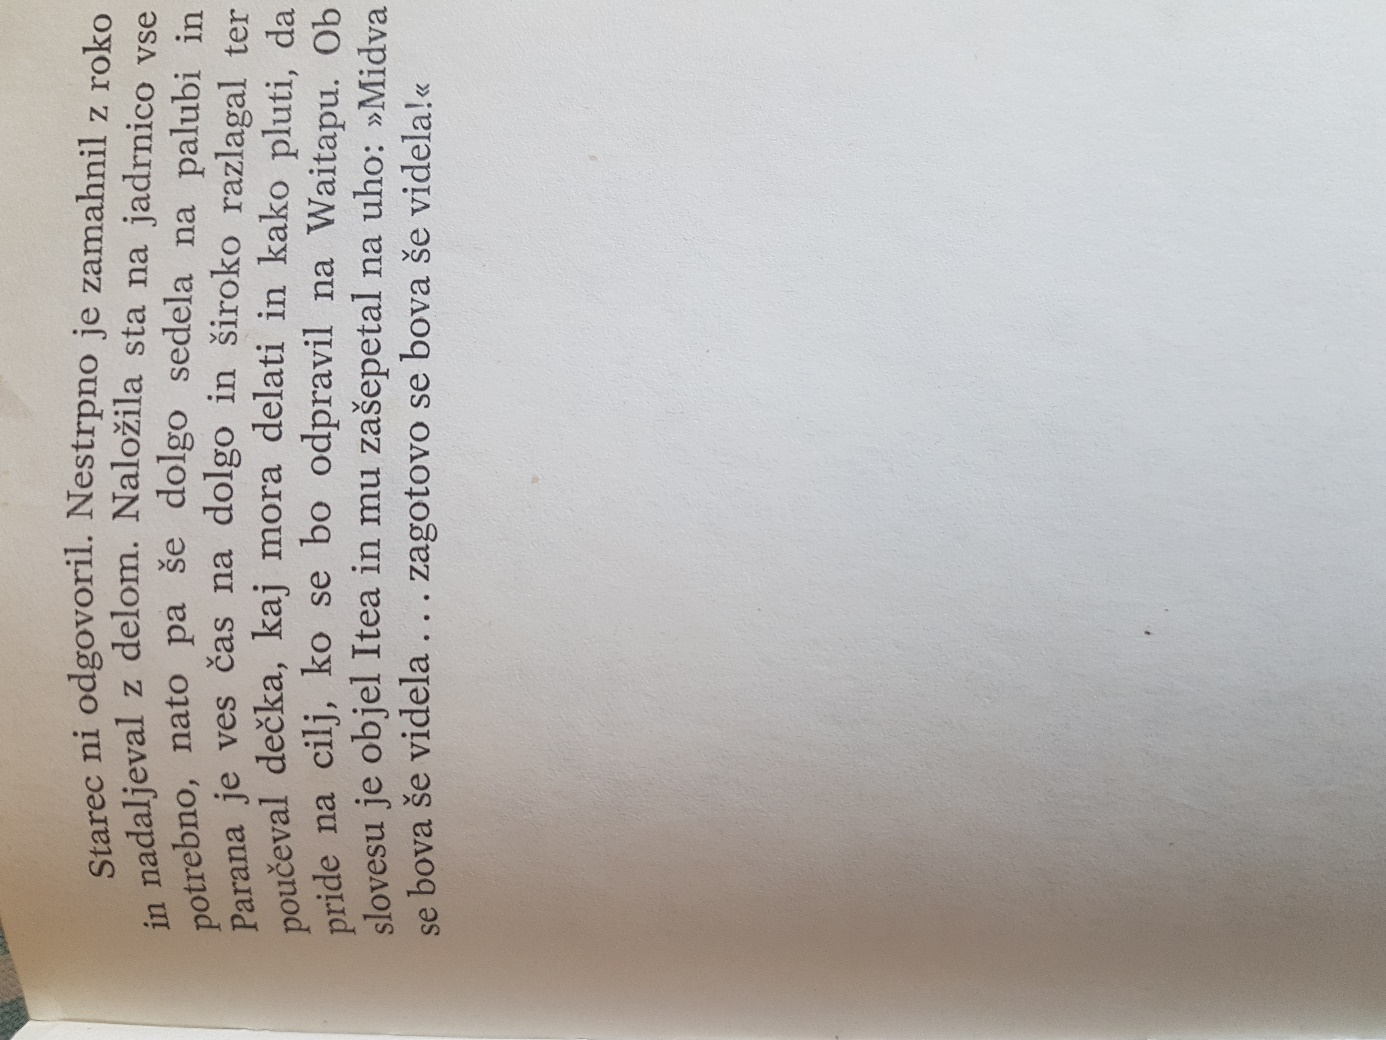 Starec ni odgovoril. Nestrpno je zamahnil z roko
in nadaljeval z delom. Naložila sta na jadrnico vse
potrebno, nato pa še dolgo sedela na palubi in
Parana je ves čas na dolgo in široko razlagal ter
poučeval dečka, kaj mora delati in kako pluti, da
pride na cilj, ko se bo odpravil na Waitapu. Ob
slovesu je objel Itea in mu zašepetal na uho: »Midva
se bova še videla... zagotovo se bova še videla!«